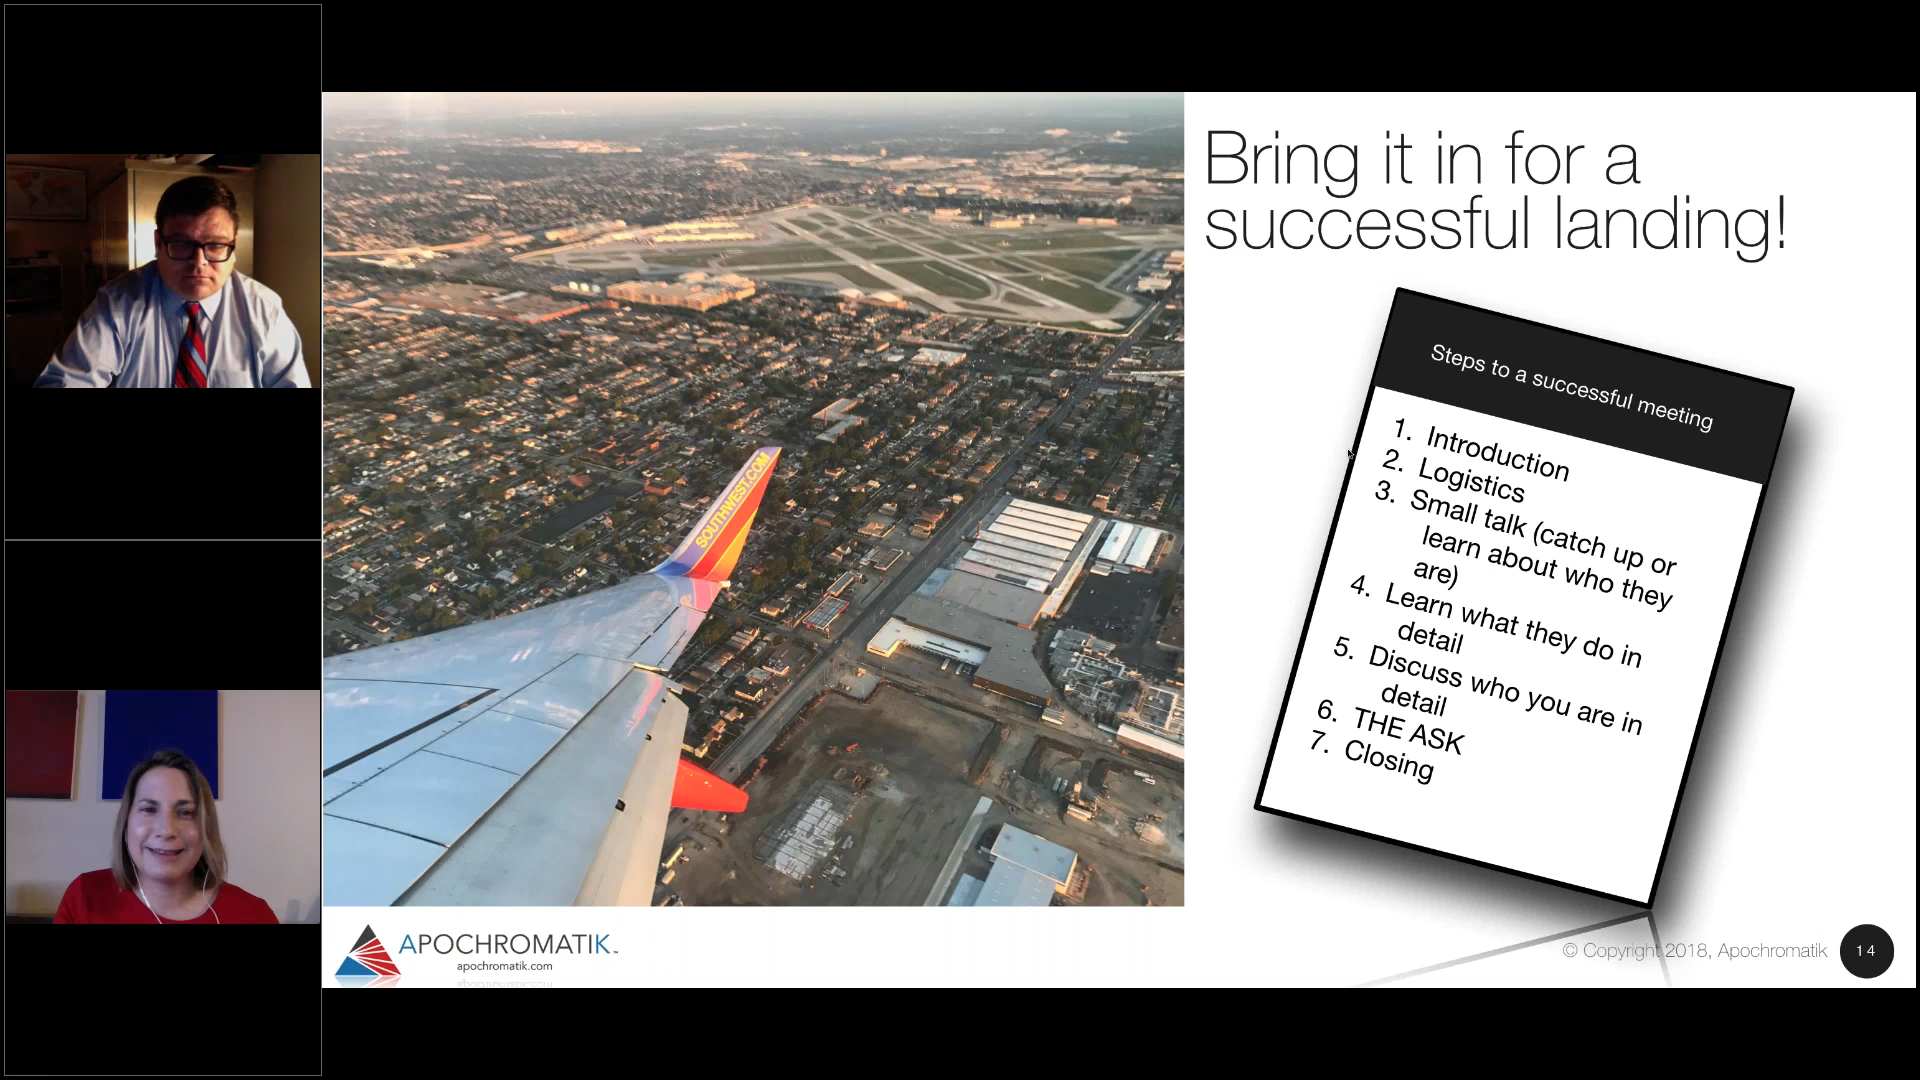 Bring it in for a
successful landing!
Steps to a successful meeting
1. Introduction
2. Logistics
3. Small talk (catch up or
learn about who they
are)
4. Learn what they do in
detail
5. Discuss who you are in
detail
6. THE ASK
7. Closing
SOUTHWEST.COM
APOCHROMATIK™
apochromatik.com
© Copyright 2018, Apochromatik
14